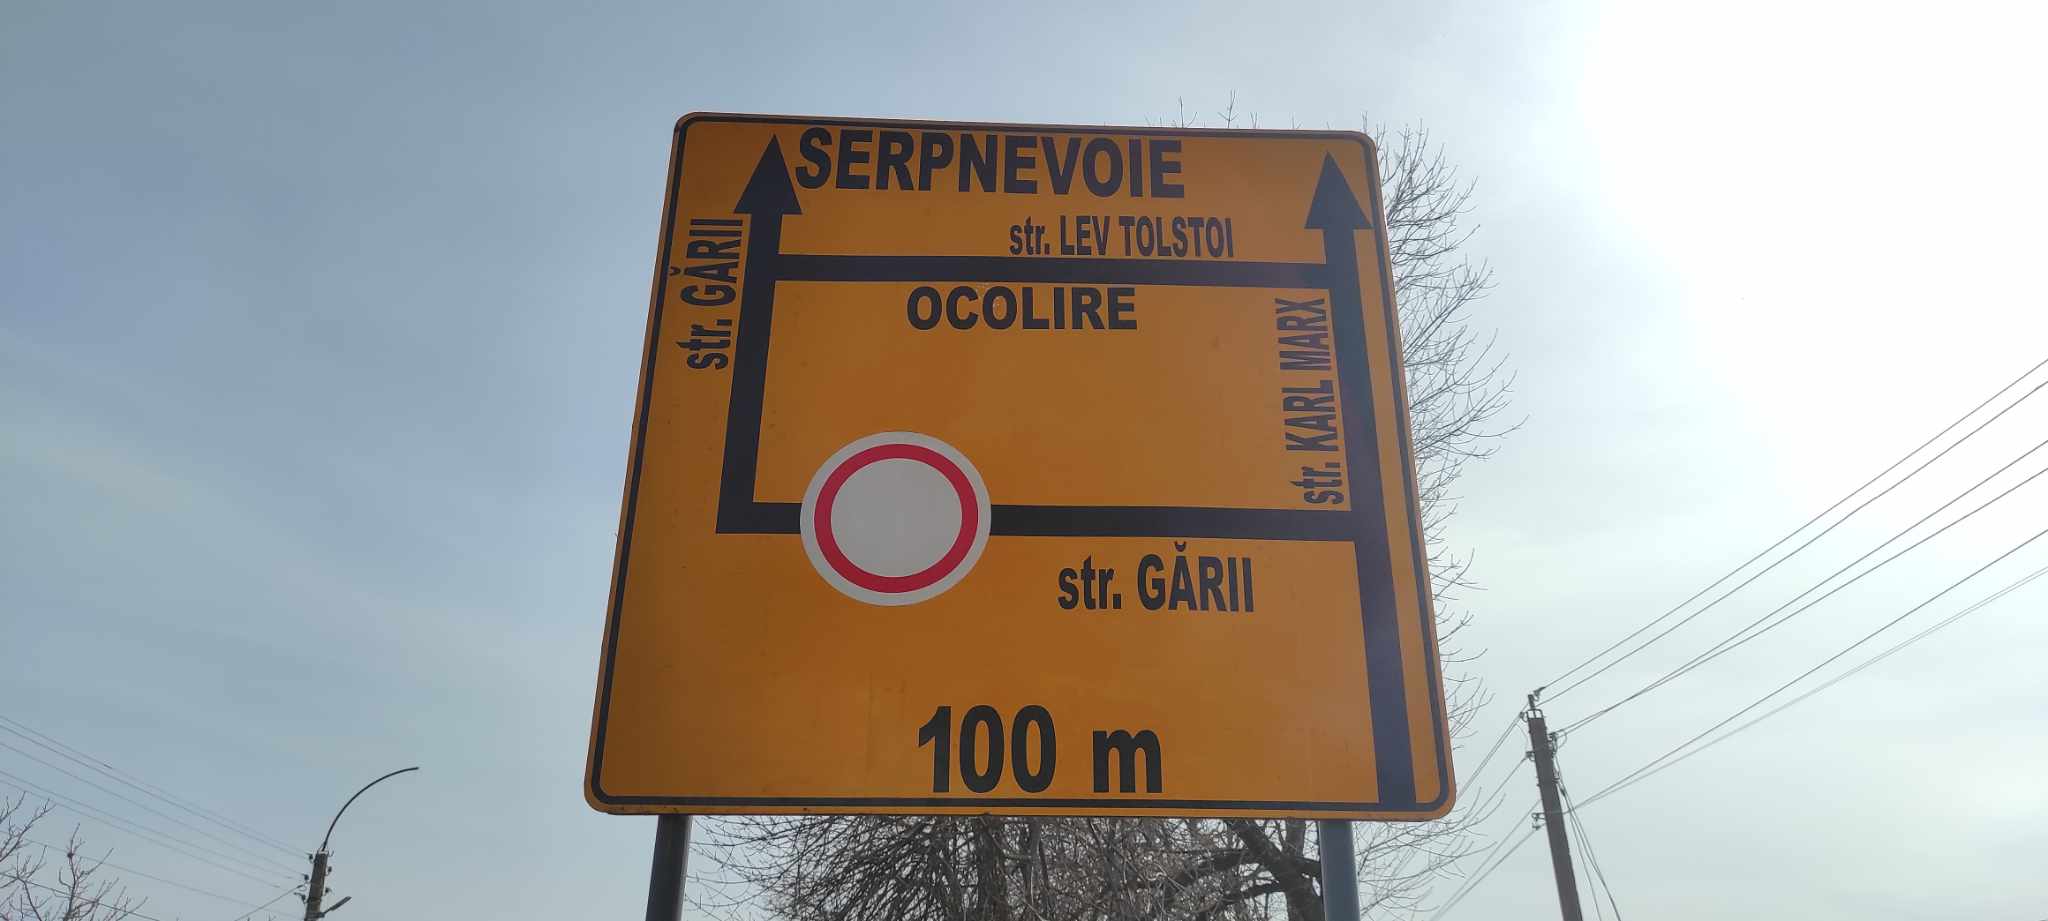 SERPNEVOIE
str. LEV TOLSTOI
str. GĂRII
OCOLIRE
str. KARL MARX
str. GĂRII
100 m